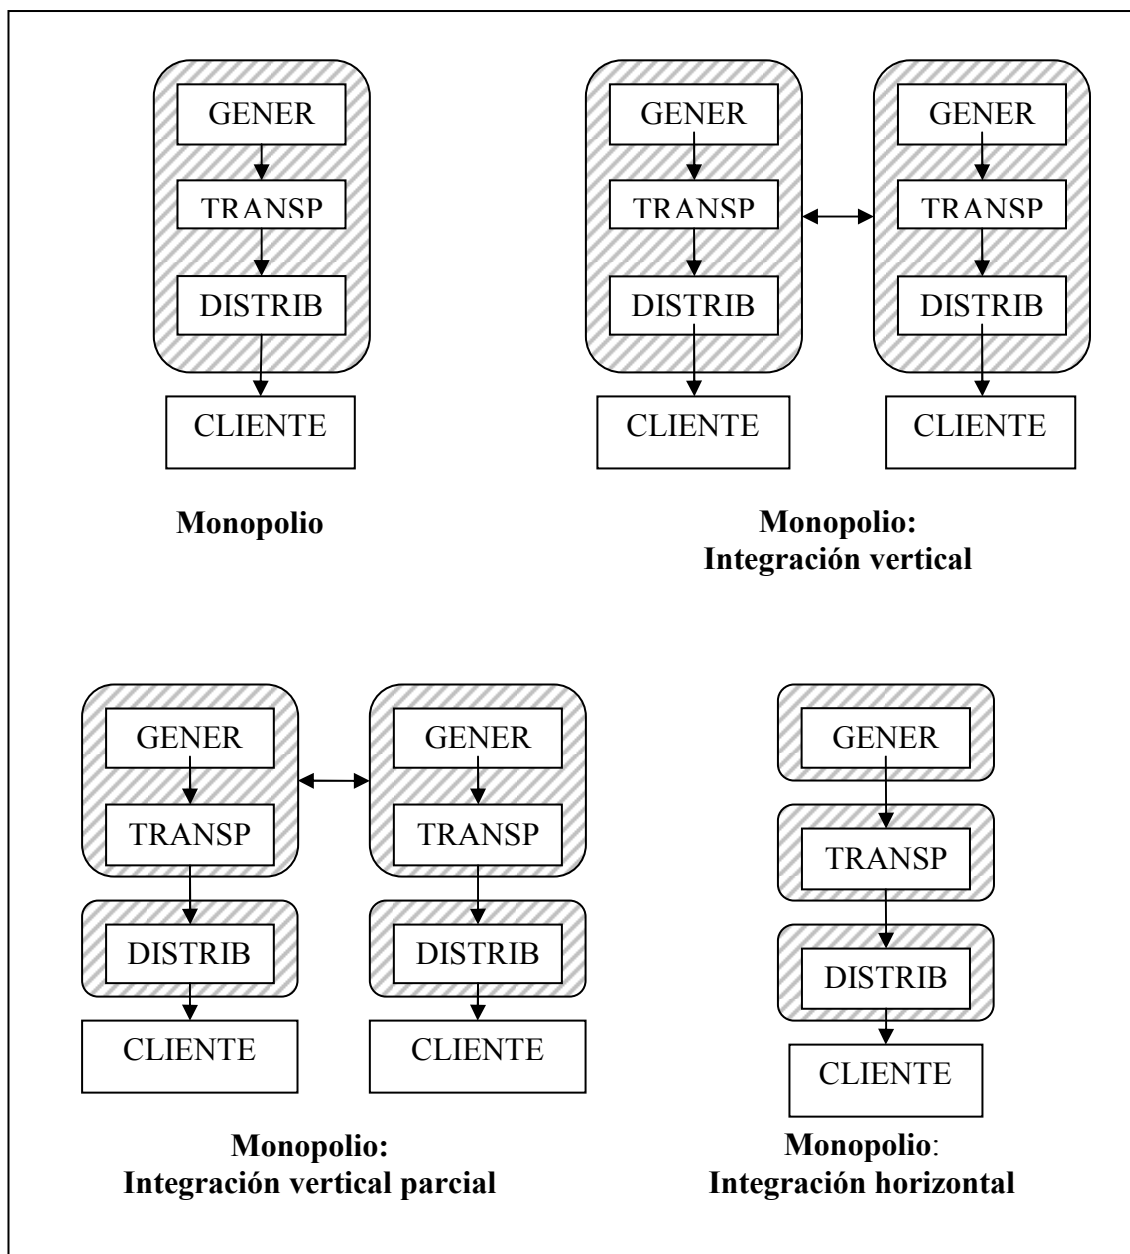 GENER
TRANSP
DISTRIB
CLIENTE
Monopolio
GENER
TRANSP
DISTRIB
CLIENTE
GENER
TRANSP
DISTRIB
CLIENTE
Monopolio:
Integración vertical
GENER
TRANSP
DISTRIB
CLIENTE
GENER
TRANSP
DISTRIB
CLIENTE
Monopolio:
Integración vertical parcial
GENER
TRANSP
DISTRIB
CLIENTE
Monopolio:
Integración horizontal